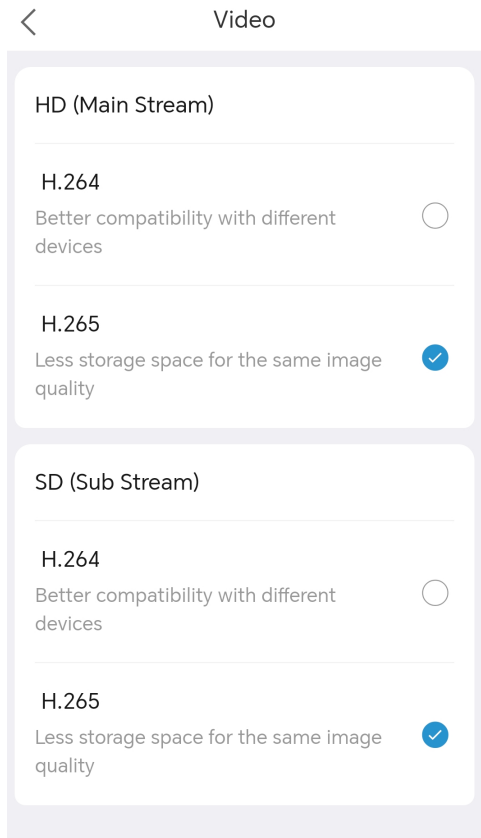 Video
HD (Main Stream)
H.264
Better compatibility with different
devices
H.265
Less storage space for the same image
quality
SD (Sub Stream)
H.264
Better compatibility with different
devices
H.265
Less storage space for the same image
quality